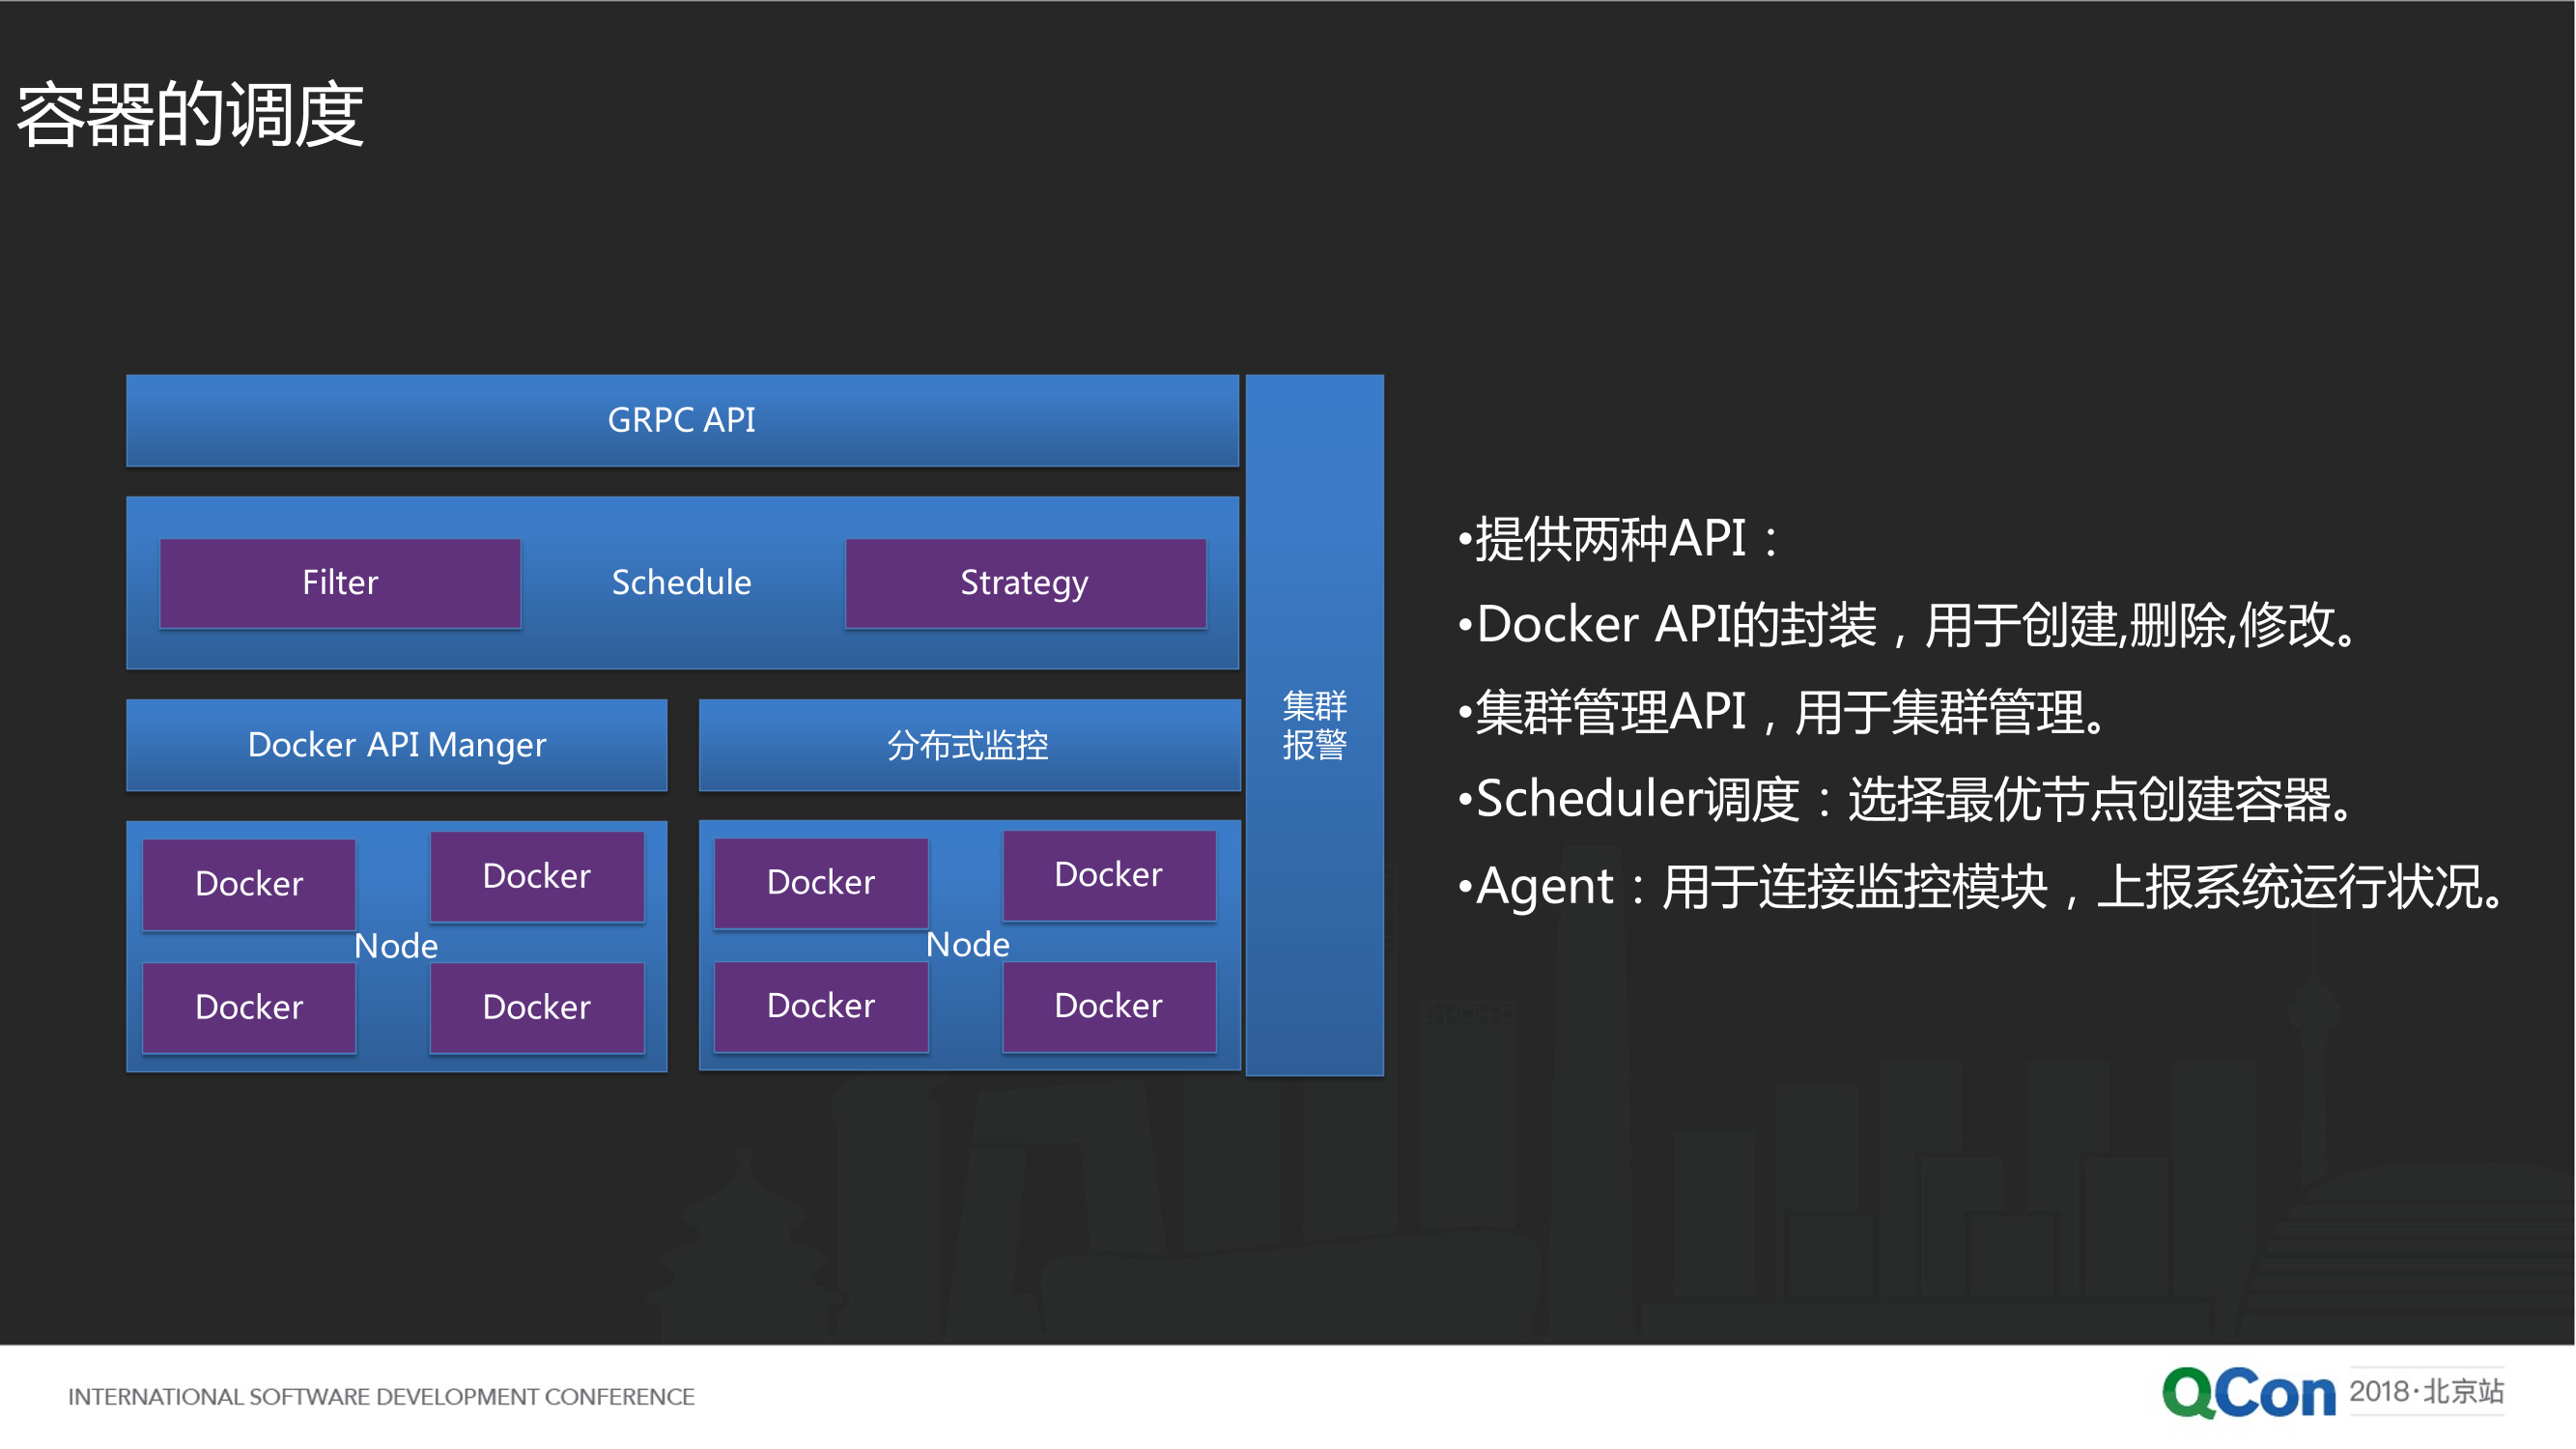 容器的调度
GRPC API
Filter
Schedule
Strategy
Docker API Manger
分布式监控
集群
报警
Docker
Docker
Node
Docker
Docker
Docker
Docker
Node
Docker
Docker
•提供两种API：
•Docker API的封装，用于创建,删除,修改。
•集群管理API，用于集群管理。
•Scheduler调度：选择最优节点创建容器。
•Agent：用于连接监控模块，上报系统运行状况。
INTERNATIONAL SOFTWARE DEVELOPMENT CONFERENCE
QCon
2018·北京站